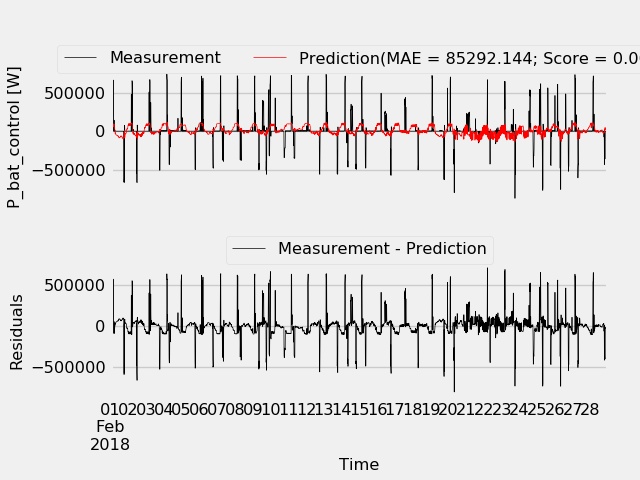 Measurement Prediction(MAE = 85292.144; Score = 0.0
P_bat_control [W]
500000
0
−500000
Measurement - Prediction
Residuals
500000
0
−500000
01020304050607080910111213141516171819202122232425262728
Feb
2018
Time